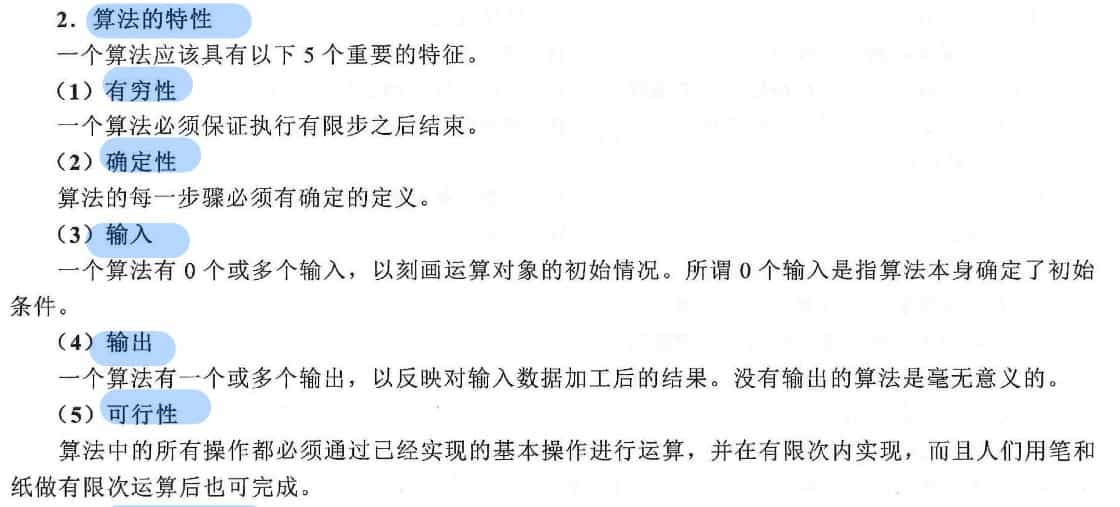 2．算法的特性
一个算法应该具有以下 5 个重要的特征。
（1）有穷性
一个算法必须保证执行有限步之后结束。
（2）确定性
算法的每一步骤必须有确定的定义。
（3）输入
一个算法有 0 个或多个输入，以刻画运算对象的初始情况。所谓 0 个输入是指算法本身确定了初始
条件。
（4）输出
一个算法有一个或多个输出，以反映对输入数据加工后的结果。没有输出的算法是毫无意义的。
（5）可行性
算法中的所有操作都必须通过已经实现的基本操作进行运算，并在有限次内实现，而且人们用笔和
纸做有限次运算后也可完成。